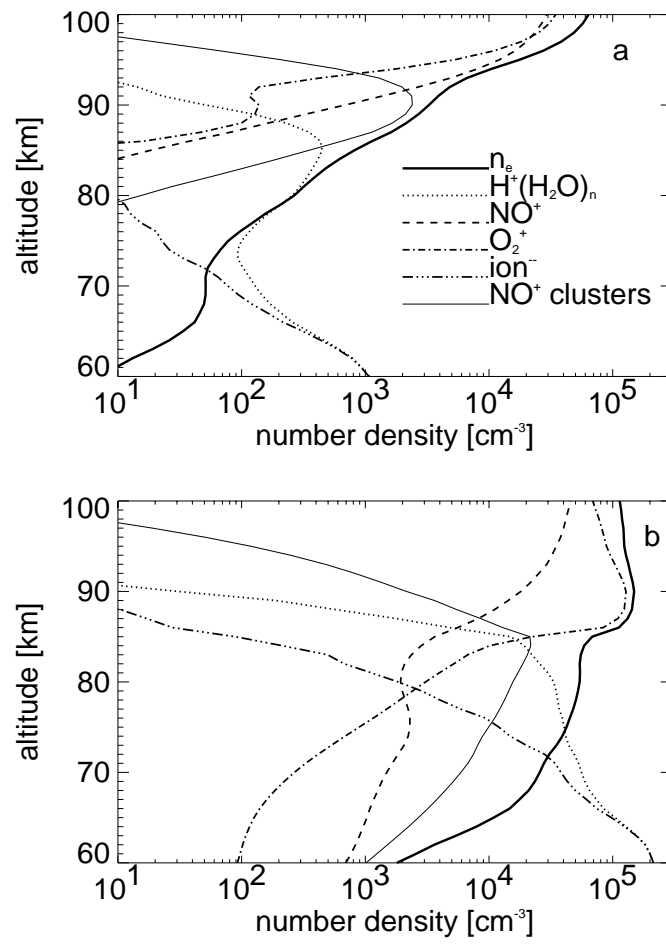 a
100
90
80
70
60
altitude [km]
nₑ
H⁺(H₂O)ₙ
NO⁺
O₂⁺
ion⁻⁻
NO⁺ clusters
10¹ 10² 10³ 10⁴ 10⁵
number density [cm⁻³]
b
100
90
80
70
60
altitude [km]
10¹ 10² 10³ 10⁴ 10⁵
number density [cm⁻³]